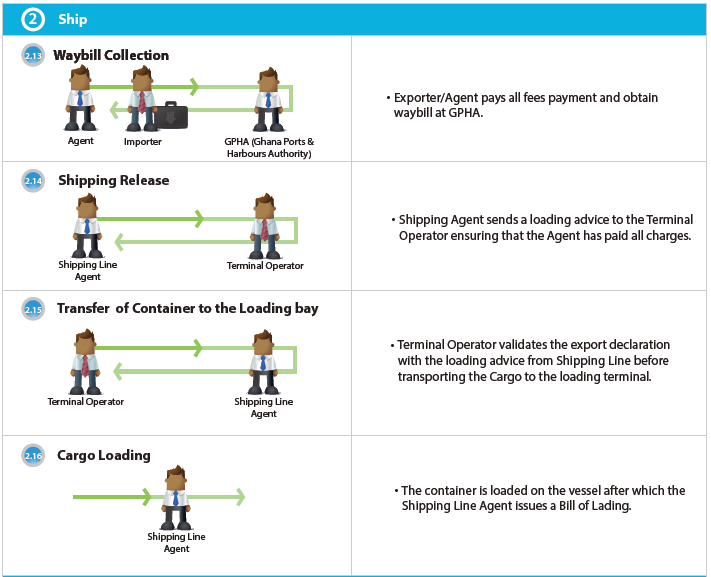 2 Ship
2.13 Waybill Collection
Agent
Importer
GPHA (Ghana Ports &
Harbours Authority)
• Exporter/Agent pays all fees payment and obtain
waybill at GPHA.
2.14 Shipping Release
Shipping Line
Agent
Terminal Operator
• Shipping Agent sends a loading advice to the Terminal
Operator ensuring that the Agent has paid all charges.
2.15 Transfer of Container to the Loading bay
Terminal Operator
Shipping Line
Agent
• Terminal Operator validates the export declaration
with the loading advice from Shipping Line before
transporting the Cargo to the loading terminal.
2.16 Cargo Loading
Shipping Line
Agent
• The container is loaded on the vessel after which the
Shipping Line Agent issues a Bill of Lading.